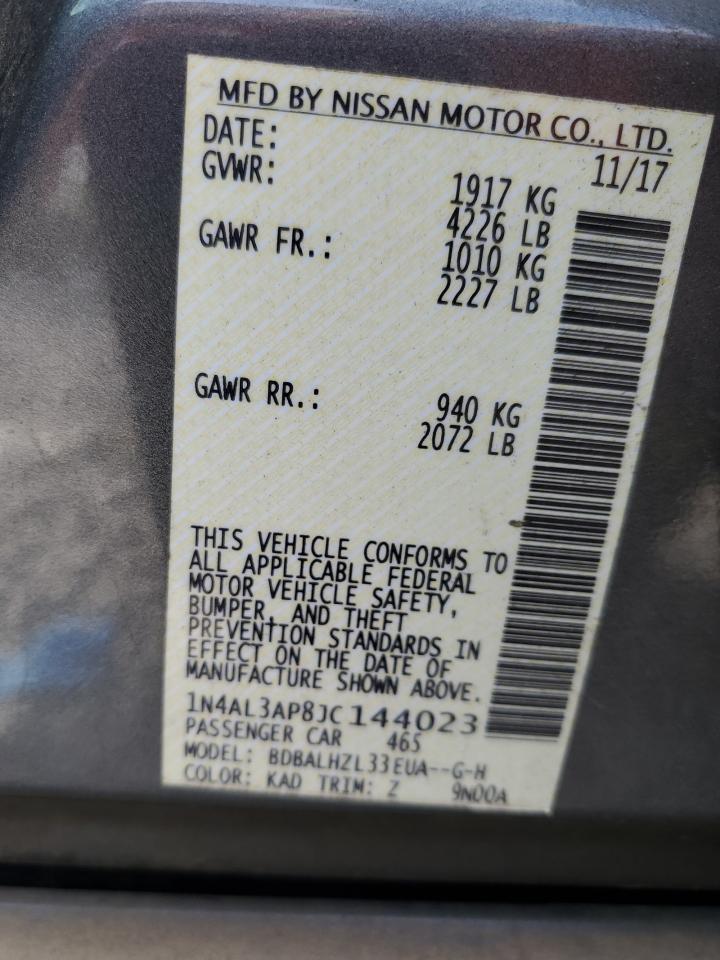 MFD BY NISSAN MOTOR CO., LTD.
DATE: 11/17
GVWR: 1917 KG
4226 LB
GAWR FR.: 1010 KG
2227 LB
GAWR RR.: 940 KG
2072 LB
THIS VEHICLE CONFORMS TO
ALL APPLICABLE FEDERAL
MOTOR VEHICLE SAFETY,
BUMPER, AND THEFT
PREVENTION STANDARDS IN
EFFECT ON THE DATE OF
MANUFACTURE SHOWN ABOVE.
1N4AL3AP8JC144023
PASSENGER CAR 465
MODEL: BDBALHZL33EUA--G-H
COLOR: KAD TRIM: Z 9N00A